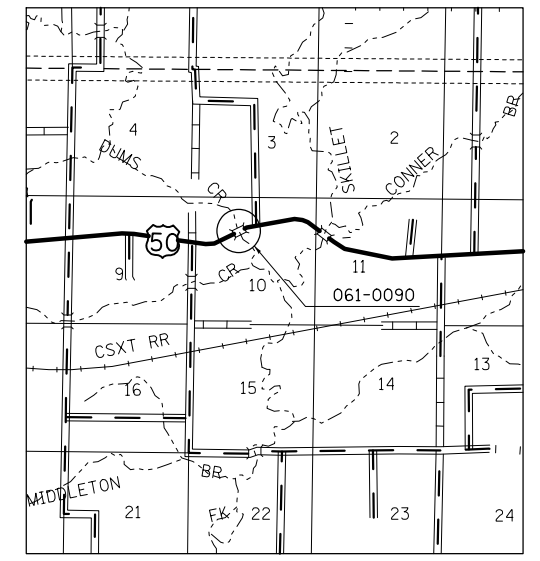 4
3
2
DUMS
CR
SKILLET
CONNER
BR
50
9
CR
10
11
061-0090
CSXT RR
13
16
15
14
MIDDLETON
BR
FK
21
22
23
24